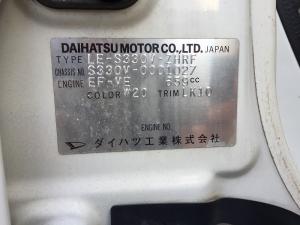 DAIHATSU MOTOR CO., LTD. JAPAN
TYPE LE-S330V-ZHRF
CHASSIS NO S330V-0001027
ENGINE EF-VE 659cc
COLOR W20 TRIM LK10
ENGINE NO.
ダイハツ工業株式会社